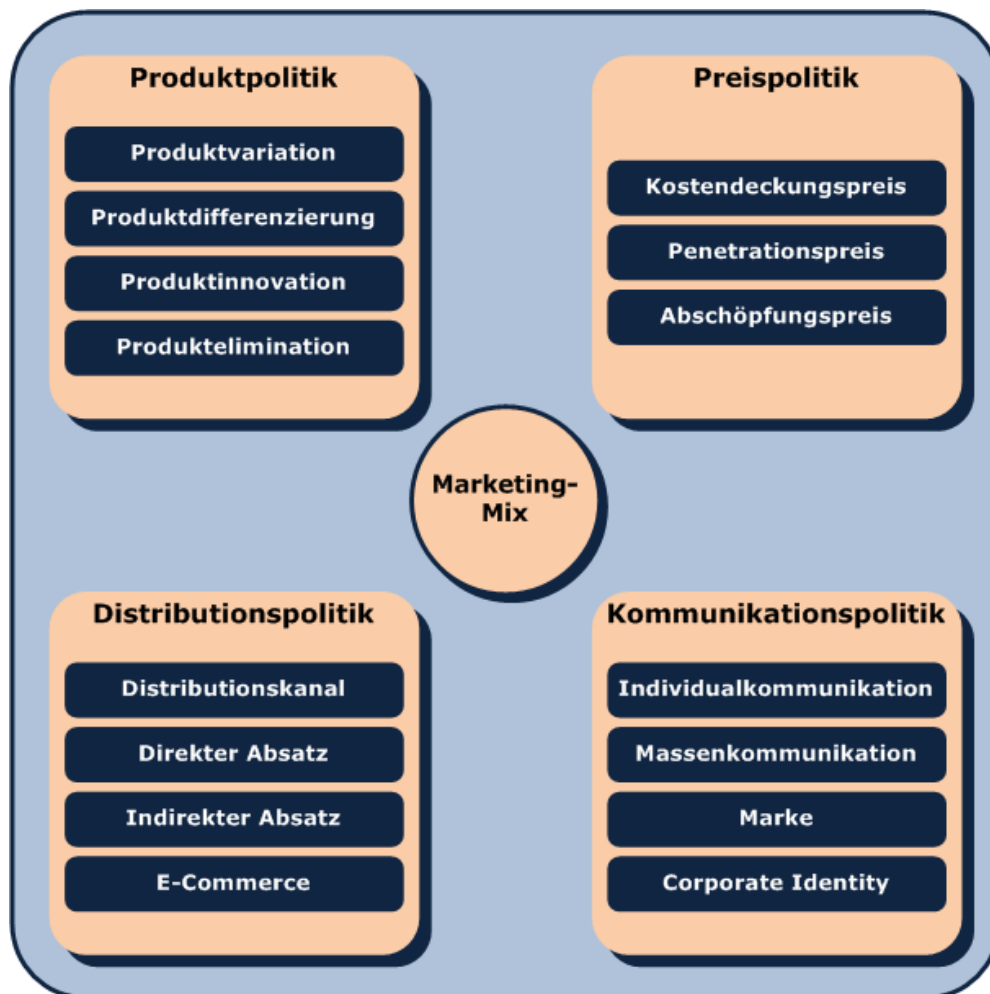 Produktpolitik
Produktvariation
Produktdifferenzierung
Produktinnovation
Produktelimination
Preispolitik
Kostendeckungspreis
Penetrationspreis
Abschöpfungspreis
Marketing-
Mix
Distributionspolitik
Distributionskanal
Direkter Absatz
Indirekter Absatz
E-Commerce
Kommunikationspolitik
Individualkommunikation
Massenkommunikation
Marke
Corporate Identity